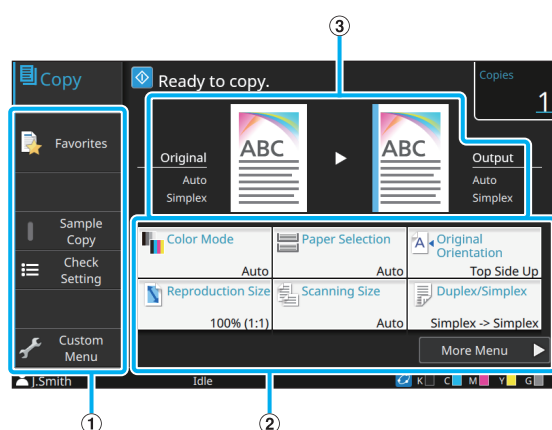 ③
Copy
Ready to copy.
Copies
1
Favorites
Sample
Copy
Check
Setting
Custom
Menu
Original
Auto
Simplex
ABC
ABC
Output
Auto
Simplex
Color Mode
Auto
Paper Selection
Auto
Original
Orientation
Top Side Up
Reproduction Size
100% (1:1)
Scanning Size
Auto
Duplex/Simplex
Simplex -> Simplex
More Menu
J.Smith
Idle
K C M Y G
①
②